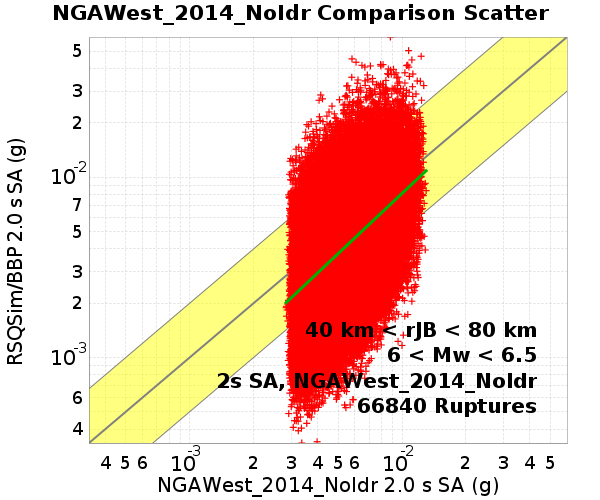 NGAWest_2014_NoIdr Comparison Scatter
5
3
2
10-2
7
5
3
2
10-3
6
4
RSQSim/BBP 2.0 s SA (g)
40 km < rJB < 80 km
6 < Mw < 6.5
2s SA, NGAWest_2014_NoIdr
66840 Ruptures
4 5 6 10-3 2 3 4 5 6 10-2 2 3 4 5
NGAWest_2014_NoIdr 2.0 s SA (g)